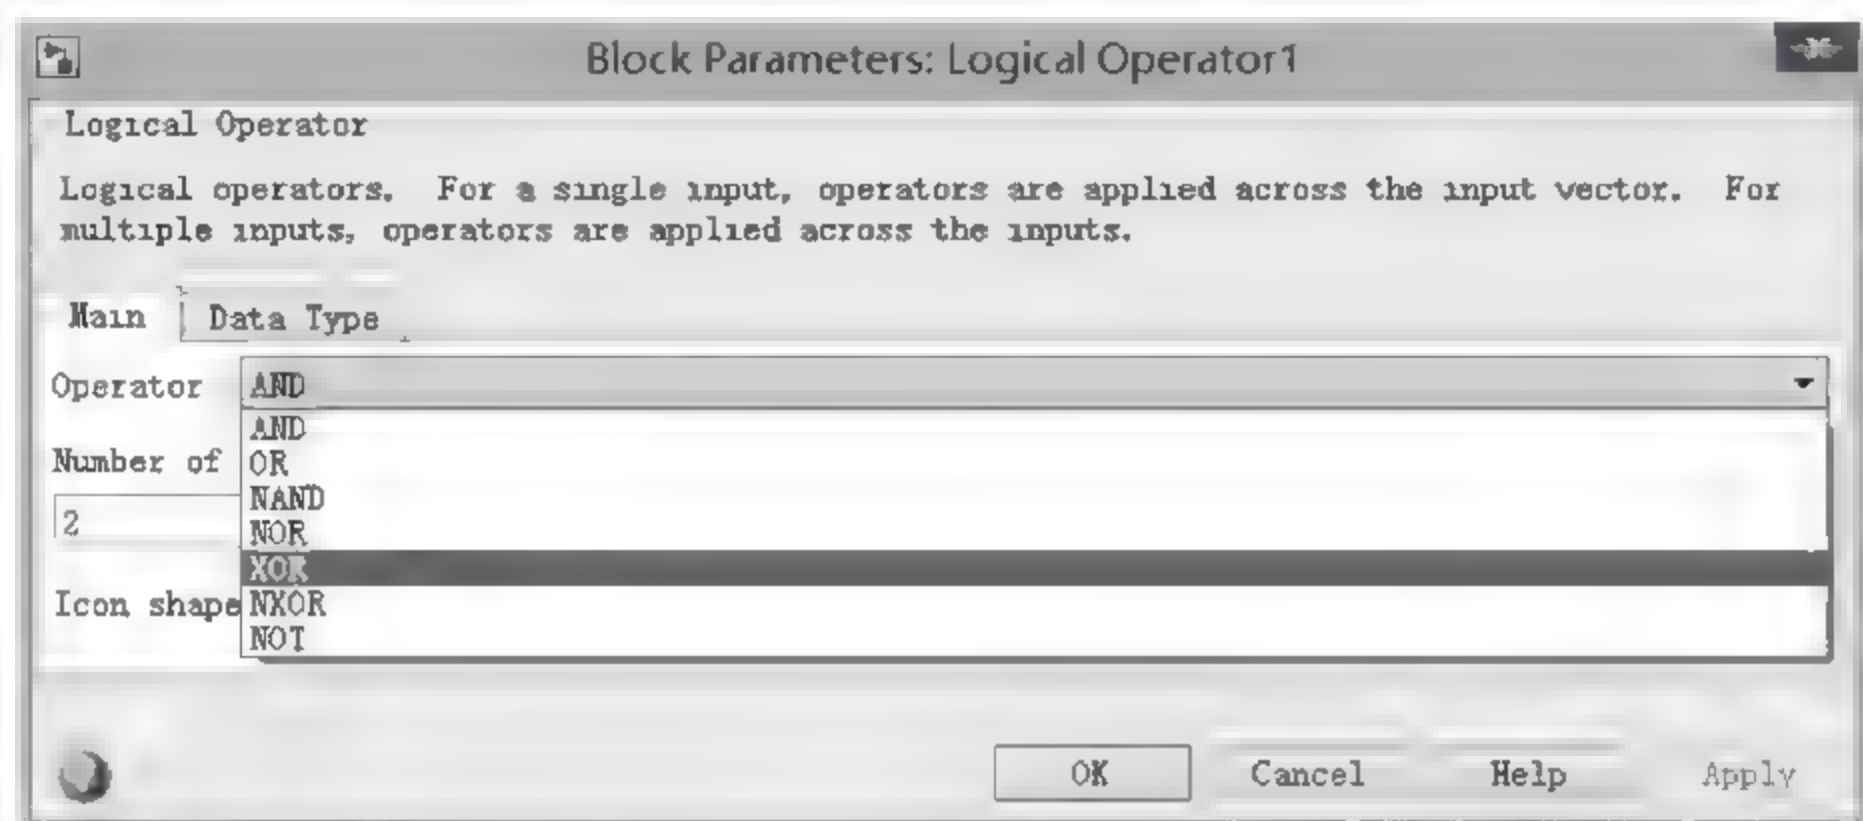 Block Parameters: Logical Operator1
Logical Operator
Logical operators. For a single input, operators are applied across the input vector. For
multiple inputs, operators are applied across the inputs.
Main Data Type
Operator AND
AND
Number of OR
NAND
2
NOR
XOR
Icon shape NXOR
NOT
OK Cancel Help Apply